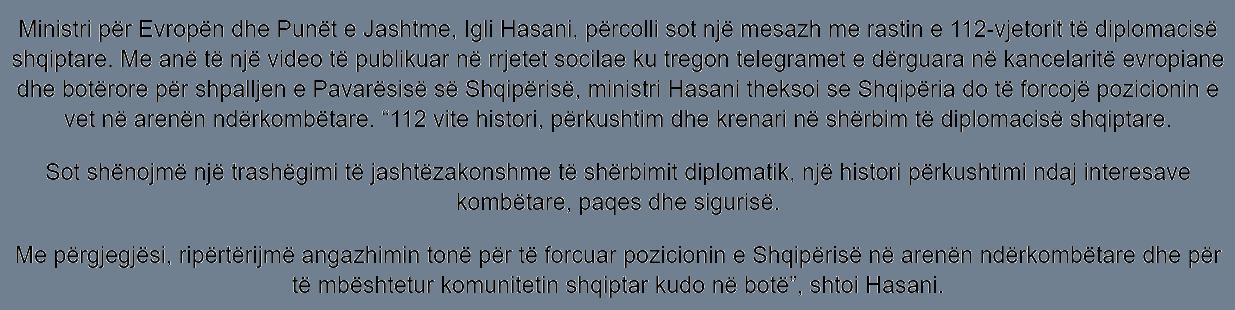 Ministri për Evropën dhe Punët e Jashtme, Igli Hasani, përcolli sot një mesazh me rastin e 112-vjetorit të diplomacisë
shqiptare. Me anë të një video të publikuar në rrjetet socilae ku tregon telegramet e dërguara në kancelaritë evropiane
dhe botërore për shpalljen e Pavarësisë së Shqipërisë, ministri Hasani theksoi se Shqipëria do të forcojë pozicionin e
vet në arenën ndërkombëtare. “112 vite histori, përkushtim dhe krenari në shërbim të diplomacisë shqiptare.
Sot shënojmë një trashëgimi të jashtëzakonshme të shërbimit diplomatik, një histori përkushtimi ndaj interesave
kombëtare, paqes dhe sigurisë.
Me përgjegjësi, ripërtërijmë angazhimin tonë për të forcuar pozicionin e Shqipërisë në arenën ndërkombëtare dhe për
të mbështetur komunitetin shqiptar kudo në botë”, shtoi Hasani.